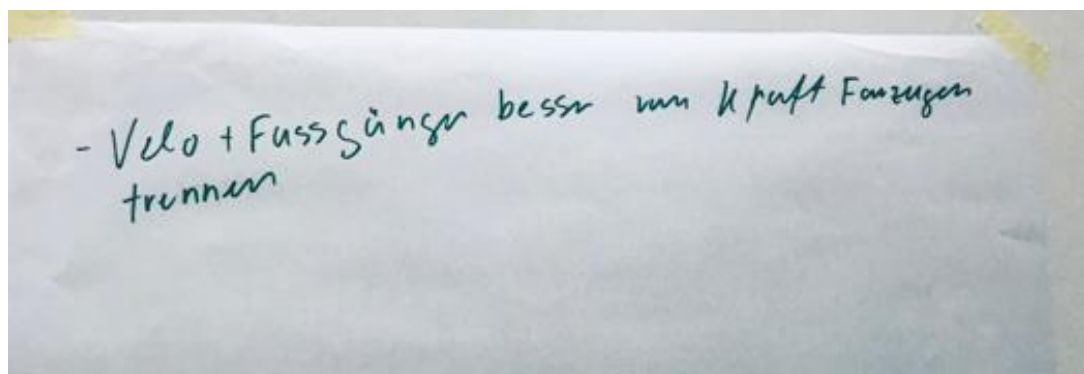 - Velo + Fussgänger besser von Kraft Fahrzeugen
trennen